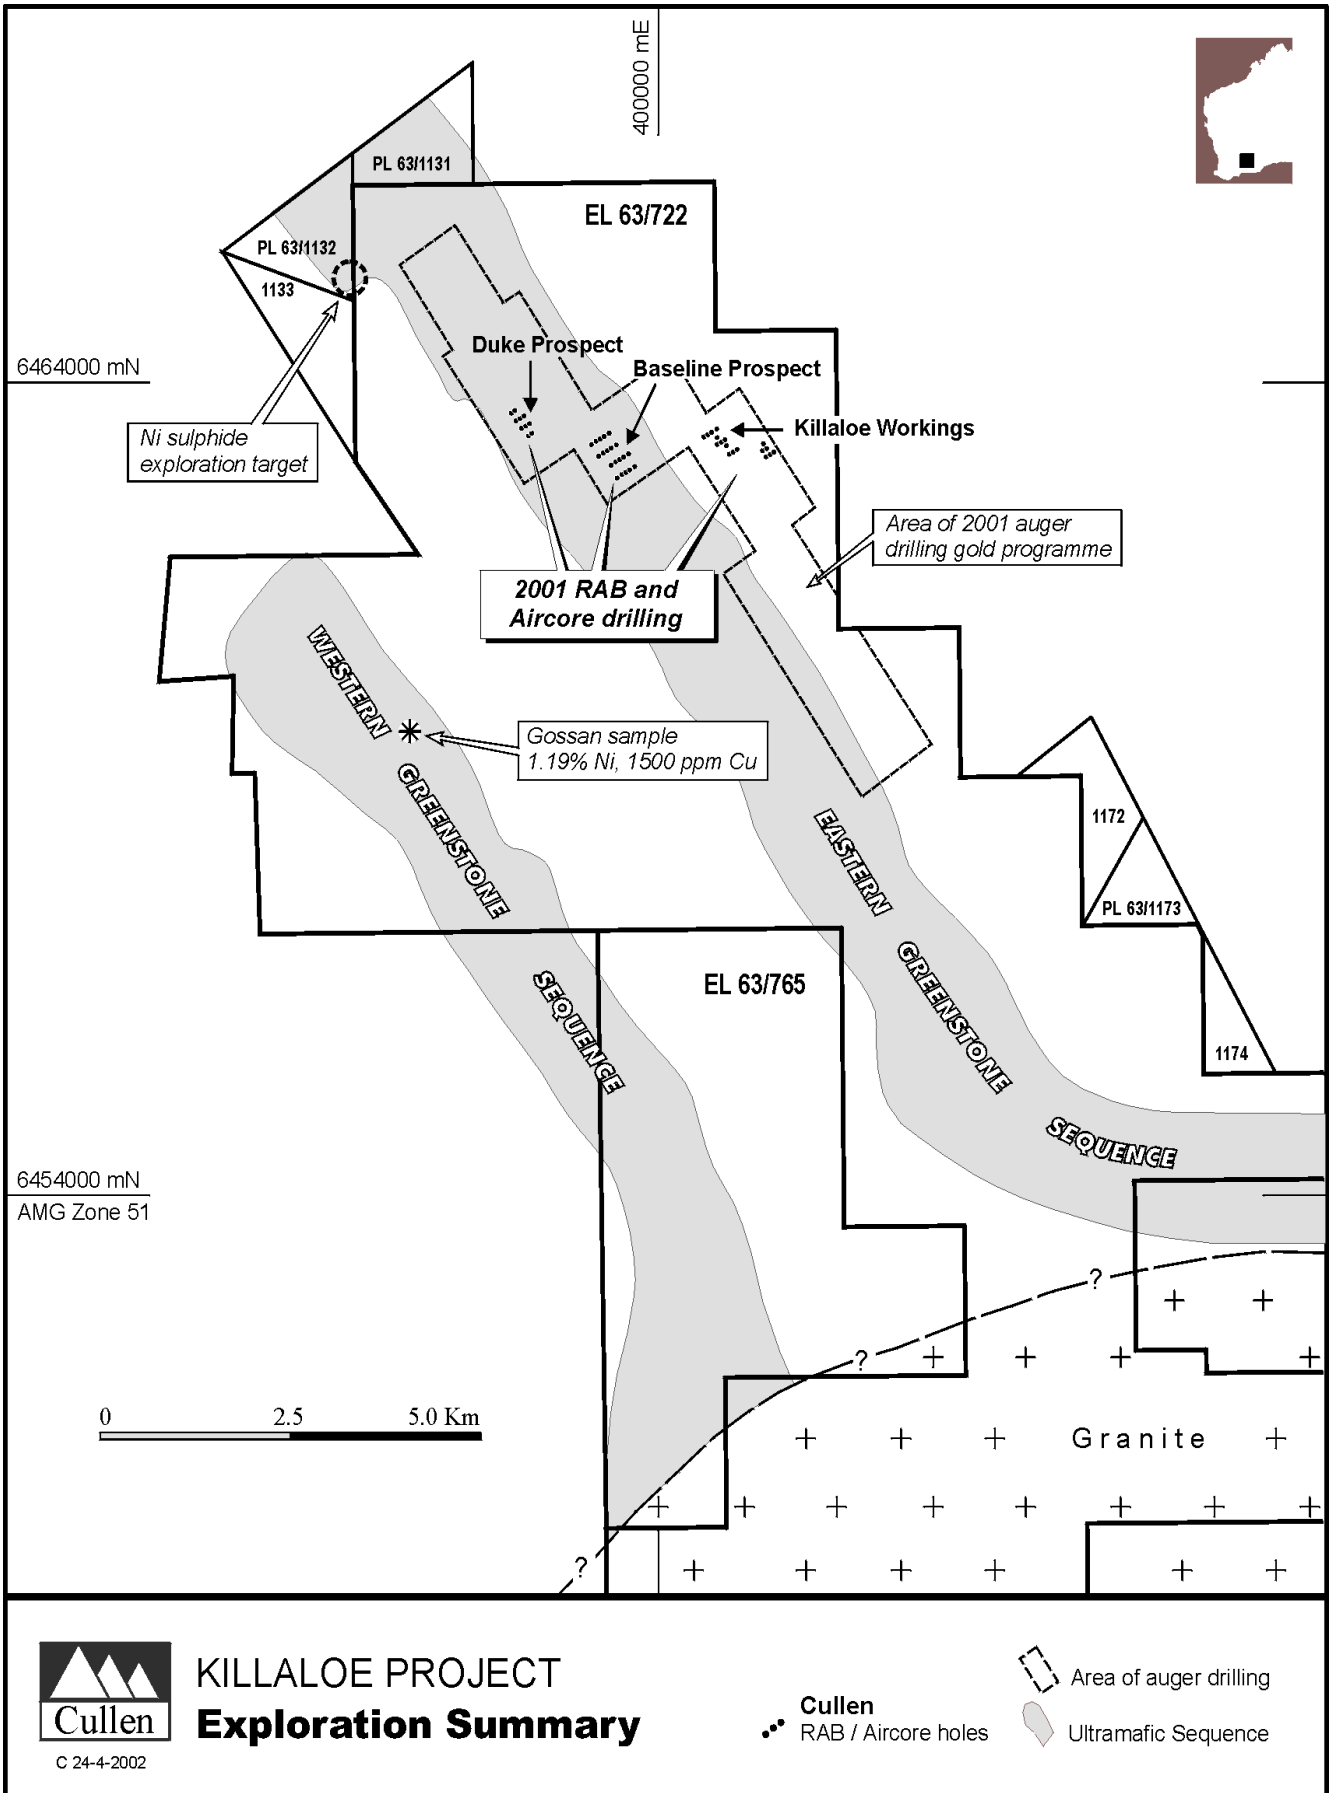 400000 mE
PL 63/1131
EL 63/722
PL 63/1132
1133
Duke Prospect
Baseline Prospect
6464000 mN
Killaloe Workings
Ni sulphide
exploration target
Area of 2001 auger
drilling gold programme
2001 RAB and
Aircore drilling
WESTERN
GREENSTONE
SEQUENCE
Gossan sample
1.19% Ni, 1500 ppm Cu
EASTERN
GREENSTONE
SEQUENCE
1172
PL 63/1173
1174
EL 63/765
6454000 mN
AMG Zone 51
?
?
?
0 2.5 5.0 Km
Granite
Cullen
C 24-4-2002
KILLALOE PROJECT
Exploration Summary
Cullen
RAB / Aircore holes
Area of auger drilling
Ultramafic Sequence